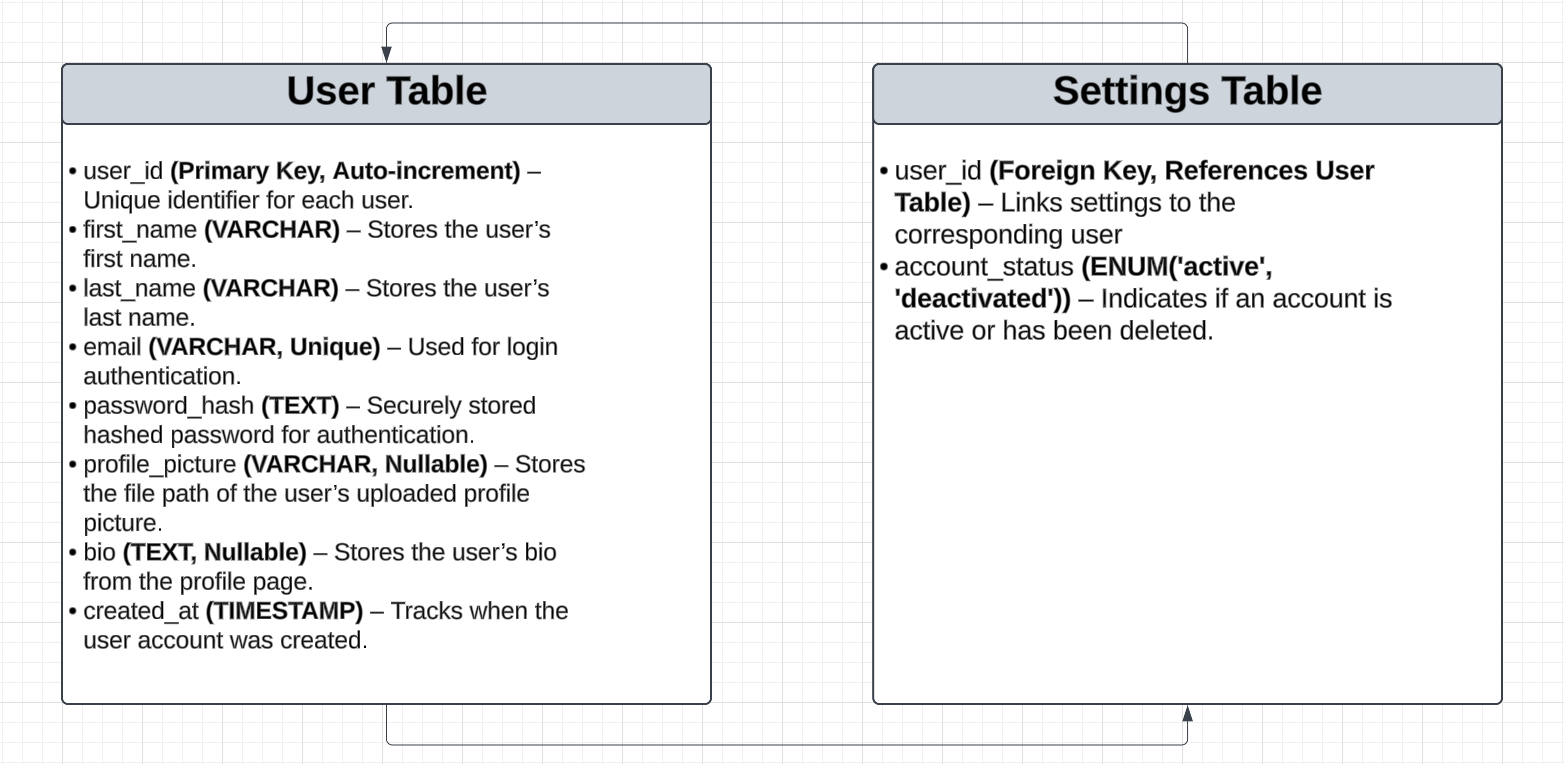 User Table
• user_id (Primary Key, Auto-increment) –
Unique identifier for each user.
• first_name (VARCHAR) – Stores the user’s
first name.
• last_name (VARCHAR) – Stores the user’s
last name.
• email (VARCHAR, Unique) – Used for login
authentication.
• password_hash (TEXT) – Securely stored
hashed password for authentication.
• profile_picture (VARCHAR, Nullable) – Stores
the file path of the user’s uploaded profile
picture.
• bio (TEXT, Nullable) – Stores the user’s bio
from the profile page.
• created_at (TIMESTAMP) – Tracks when the
user account was created.
Settings Table
• user_id (Foreign Key, References User
Table) – Links settings to the
corresponding user
• account_status (ENUM('active',
'deactivated')) – Indicates if an account is
active or has been deleted.